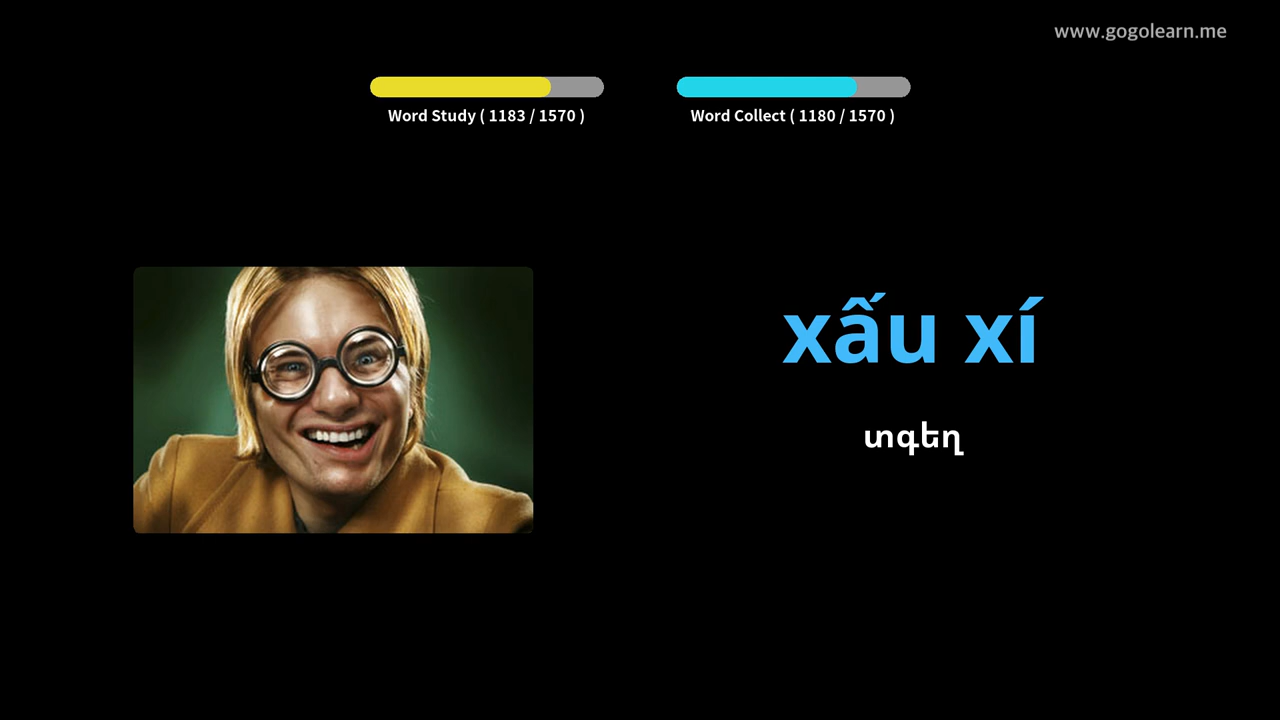 www.gogolearn.me
Word Study ( 1183 / 1570 )
Word Collect ( 1180 / 1570 )
xấu xí
տգեղ